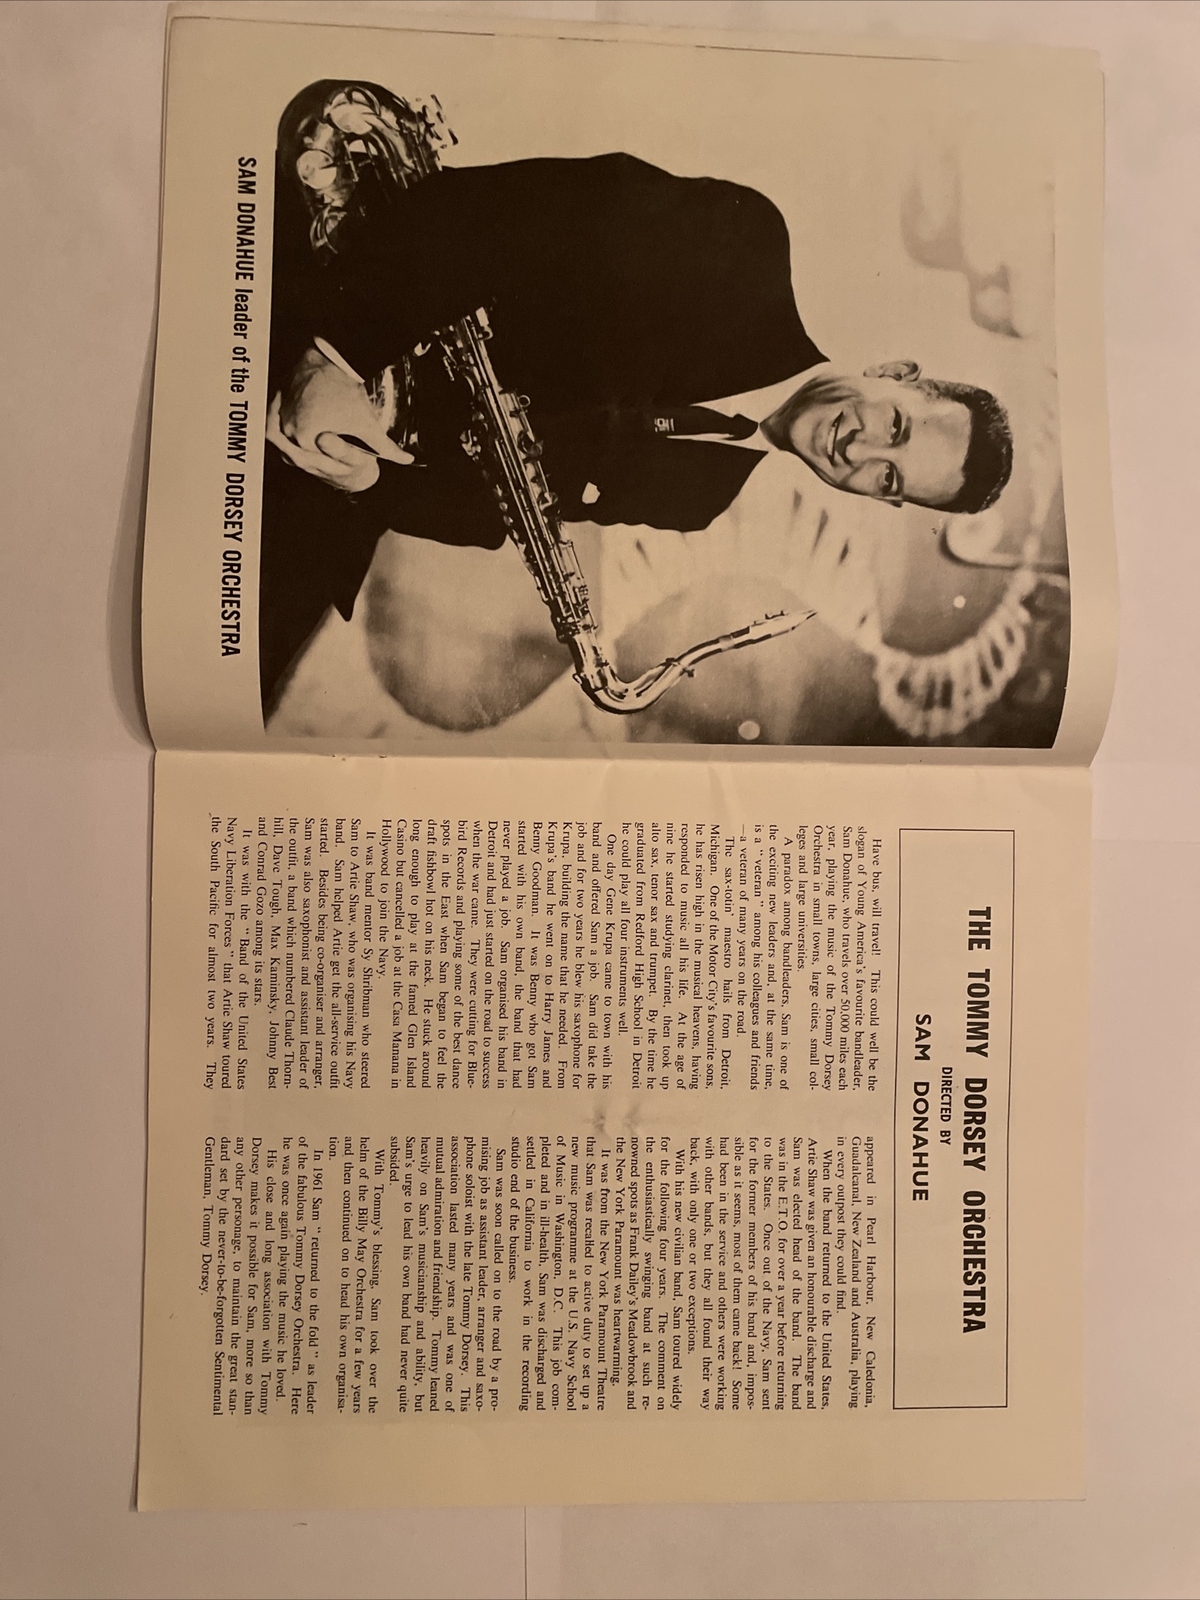 SAM DONAHUE leader of the TOMMY DORSEY ORCHESTRA
THE TOMMY DORSEY ORCHESTRA
DIRECTED BY
SAM DONAHUE
Have bus, will travel! This could well be the
slogan of Young America's favourite bandleader,
Sam Donahue, who travels over 50,000 miles each
year, playing the music of the Tommy Dorsey
Orchestra in small towns, large cities, small col-
leges and large universities.
A paradox among bandleaders, Sam is one of
the exciting new leaders and, at the same time,
is a " veteran " among his colleagues and friends
—a veteran of many years on the road.
The sax-totin' maestro hails from Detroit,
Michigan. One of the Motor City's favourite sons,
he has risen high in the musical heavens, having
responded to music all his life. At the age of
nine he started studying clarinet, then took up
alto sax, tenor sax and trumpet. By the time he
graduated from Redford High School in Detroit
he could play all four instruments well.
One day Gene Krupa came to town with his
band and offered Sam a job. Sam did take the
job and for two years he blew his saxophone for
Krupa, building the name that he needed. From
Krupa's band he went on to Harry James and
Benny Goodman. It was Benny who got Sam
started with his own band, the band that had
never played a job. Sam organised his band in
Detroit and had just started on the road to success
when the war came. They were cutting for Blue-
bird Records and playing some of the best dance
spots in the East when Sam began to feel the
draft fishbowl hot on his neck. He stuck around
long enough to play at the famed Glen Island
Casino but cancelled a job at the Casa Manana in
Hollywood to join the Navy.
It was band mentor Sy Shribman who steered
Sam to Artie Shaw, who was organising his Navy
band. Sam helped Artie get the all-service outfit
started. Besides being co-organiser and arranger,
Sam was also saxophonist and assistant leader of
the outfit, a band which numbered Claude Thorn-
hill, Dave Tough, Max Kaminsky, Johnny Best
and Conrad Gozo among its stars.
It was with the " Band of the United States
Navy Liberation Forces " that Artie Shaw toured
the South Pacific for almost two years. They
appeared in Pearl Harbour, New Caledonia,
Guadalcanal, New Zealand and Australia, playing
in every outpost they could find.
When the band returned to the United States,
Artie Shaw was given an honourable discharge and
Sam was elected head of the band. The band
was in the E.T.O. for over a year before returning
to the States. Once out of the Navy, Sam sent
for the former members of his band and, impos-
sible as it seems, most of them came back! Some
had been in the service and others were working
with other bands, but they all found their way
back, with only one or two exceptions.
With his new civilian band, Sam toured widely
for the following four years. The comment on
the enthusiastically swinging band at such re-
nowned spots as Frank Dailey's Meadowbrook and
the New York Paramount was heartwarming.
It was from the New York Paramount Theatre
that Sam was recalled to active duty to set up a
new music programme at the U.S. Navy School
of Music in Washington, D.C. This job com-
pleted and in ill-health, Sam was discharged and
settled in California to work in the recording
studio end of the business.
Sam was soon called on to the road by a pro-
mising job as assistant leader, arranger and saxo-
phone soloist with the late Tommy Dorsey. This
association lasted many years and was one of
mutual admiration and friendship. Tommy leaned
heavily on Sam's musicianship and ability, but
Sam's urge to lead his own band had never quite
subsided.
With Tommy's blessing, Sam took over the
helm of the Billy May Orchestra for a few years
and then continued on to head his own organisa-
tion.
In 1961 Sam " returned to the fold " as leader
of the fabulous Tommy Dorsey Orchestra. Here
he was once again playing the music he loved.
His close and long association with Tommy
Dorsey makes it possible for Sam, more so than
any other personage, to maintain the great stan-
dard set by the never-to-be-forgotten Sentimental
Gentleman, Tommy Dorsey.